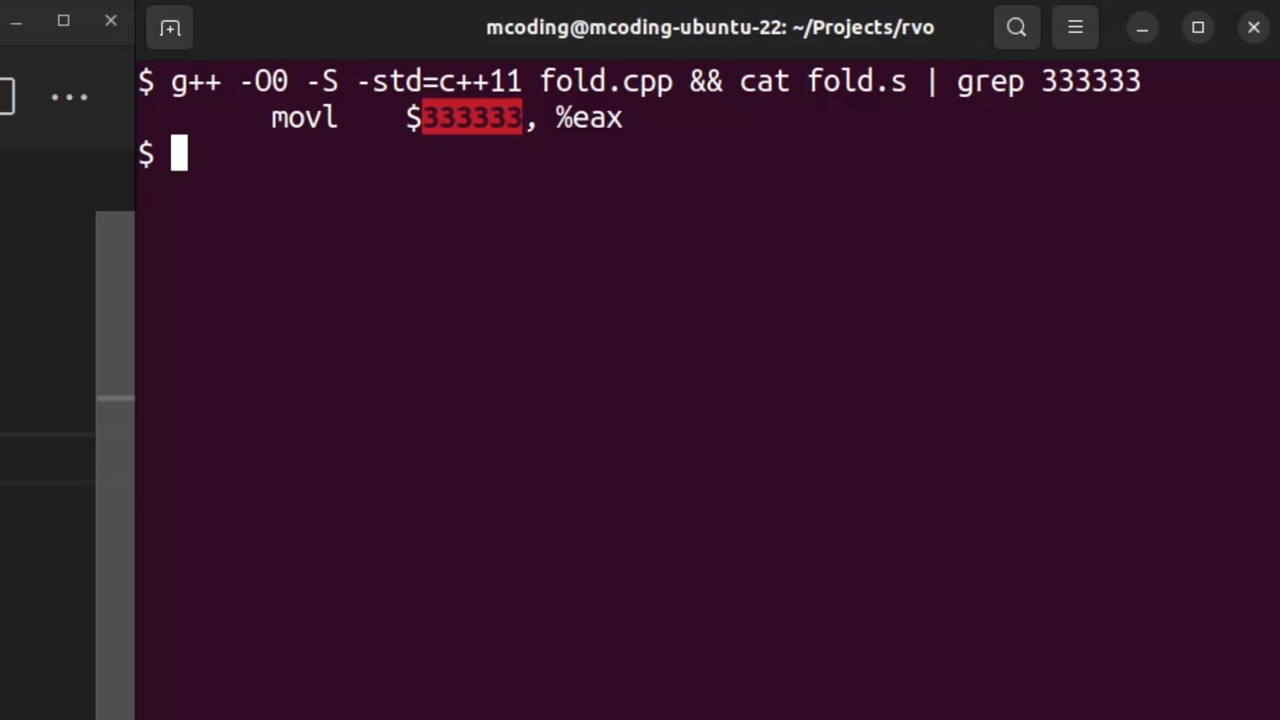 mcoding@mcoding-ubuntu-22: ~/Projects/rvo
$ g++ -O0 -S -std=c++11 fold.cpp && cat fold.s | grep 333333
movl $333333, %eax
$